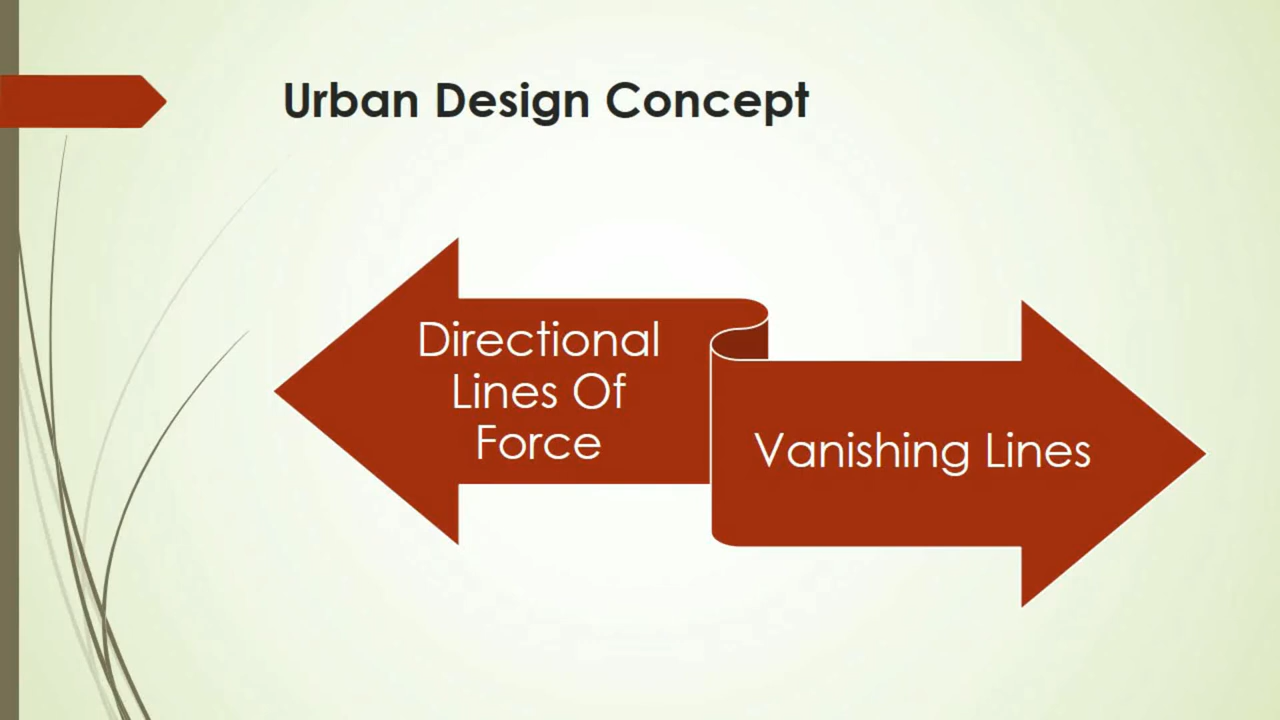 Urban Design Concept
Directional
Lines Of
Force
Vanishing Lines